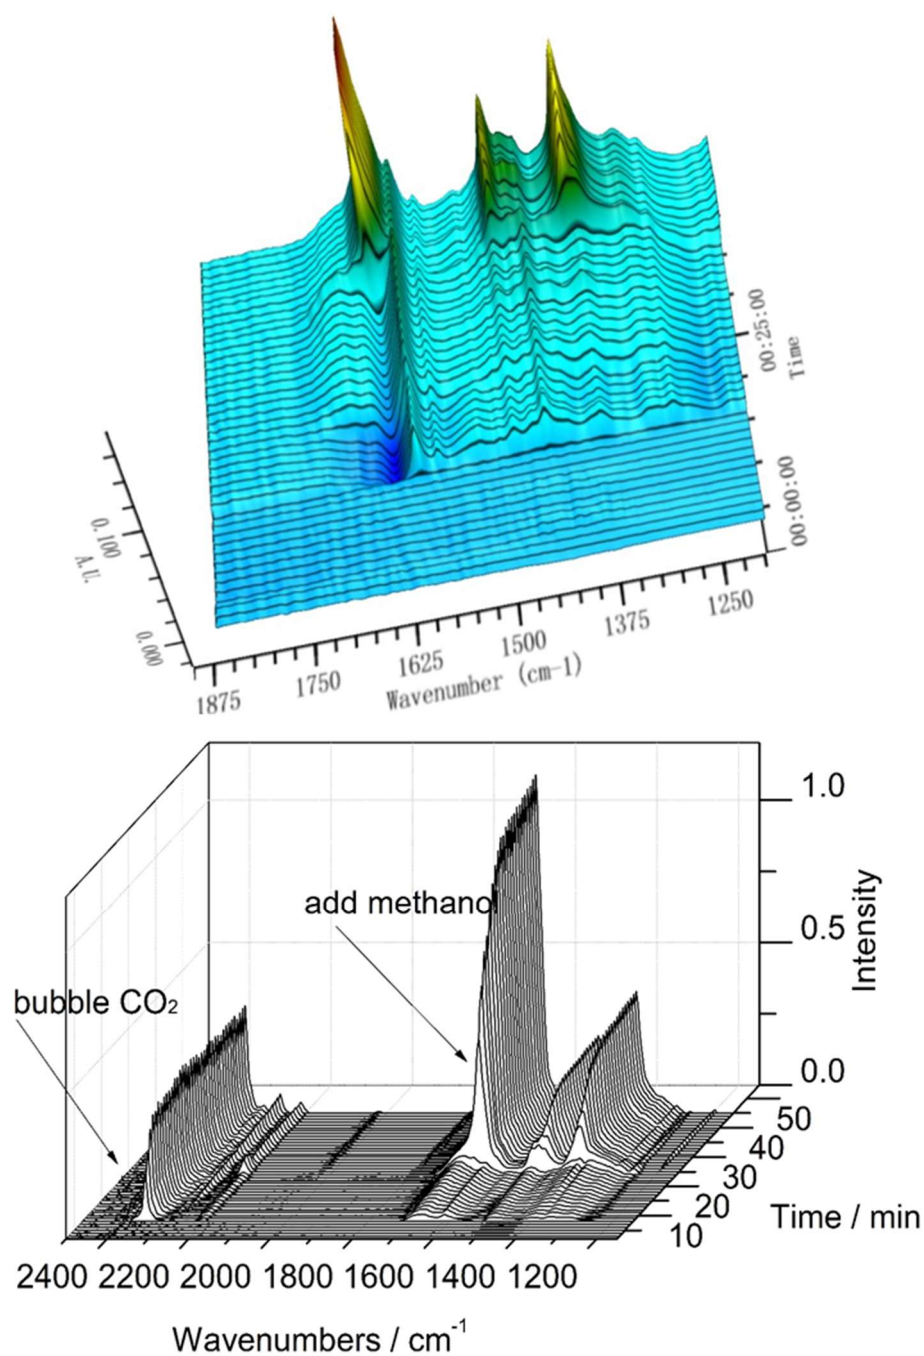 00:25:00
Time
0.100
A.U.
00:00:00
0.000
1875 1750 1625 1500 1375 1250
Wavenumber (cm-1)
1.0
add methanol
0.5
Intensity
bubble CO₂
0.0
50
40
30
20
10
Time / min
2400 2200 2000 1800 1600 1400 1200
Wavenumbers / cm⁻¹